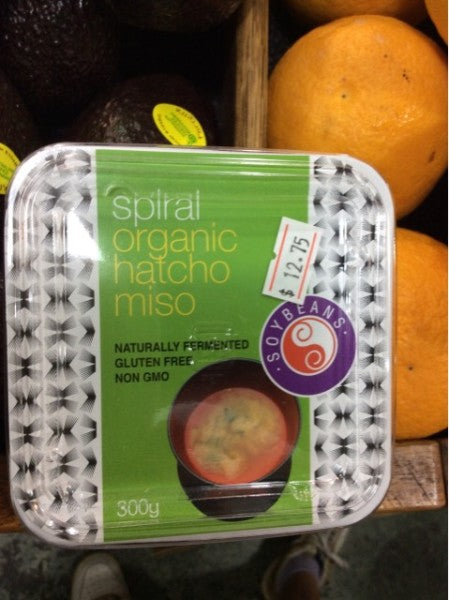 spiral
organic
hatcho
miso
$ 12.75
NATURALLY FERMENTED
GLUTEN FREE
NON GMO
SOYBEANS
300g